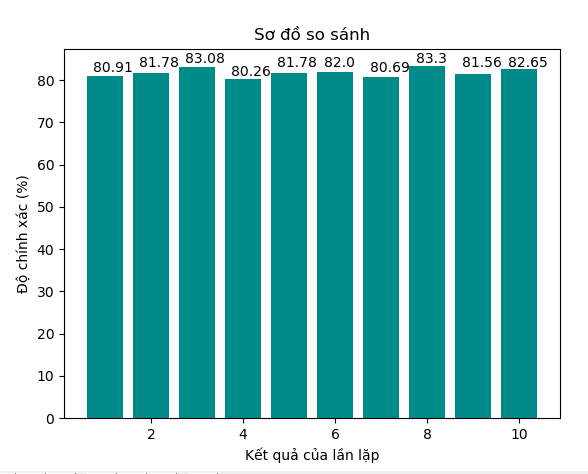 Sơ đồ so sánh
80.91 81.78 83.08 80.26 81.78 82.0 80.69 83.3 81.56 82.65
Độ chính xác (%)
80
70
60
50
40
30
20
10
0
2 4 6 8 10
Kết quả của lần lặp